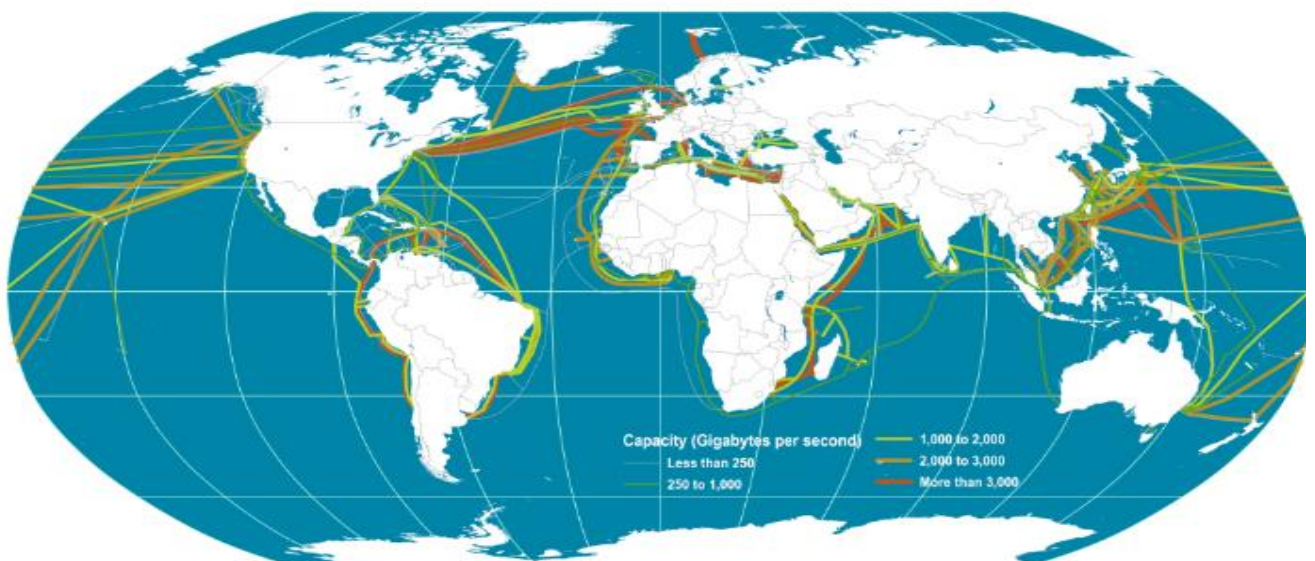 Capacity (Gigabytes per second)
Less than 250
250 to 1,000
1,000 to 2,000
2,000 to 3,000
More than 3,000